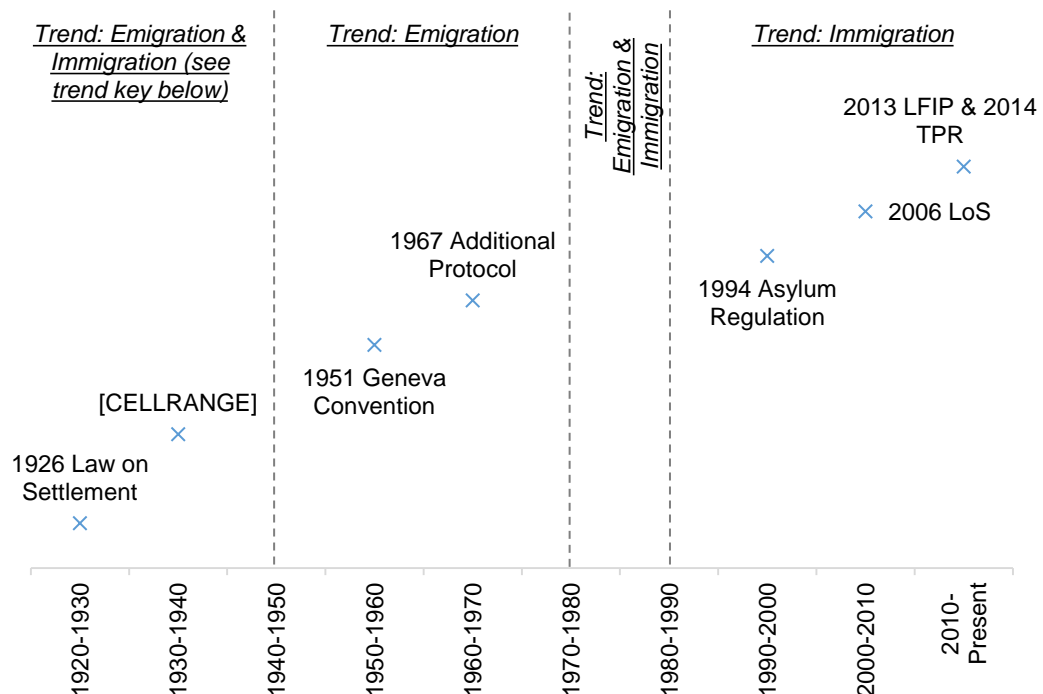 Trend: Emigration &
Immigration (see
trend key below)
Trend: Emigration
Trend:
Emigration &
Immigration
Trend: Immigration
2013 LFIP & 2014
TPR
2006 LoS
1994 Asylum
Regulation
1967 Additional
Protocol
1951 Geneva
Convention
[CELLRANGE]
1926 Law on
Settlement
1920-1930
1930-1940
1940-1950
1950-1960
1960-1970
1970-1980
1980-1990
1990-2000
2000-2010
2010-
Present